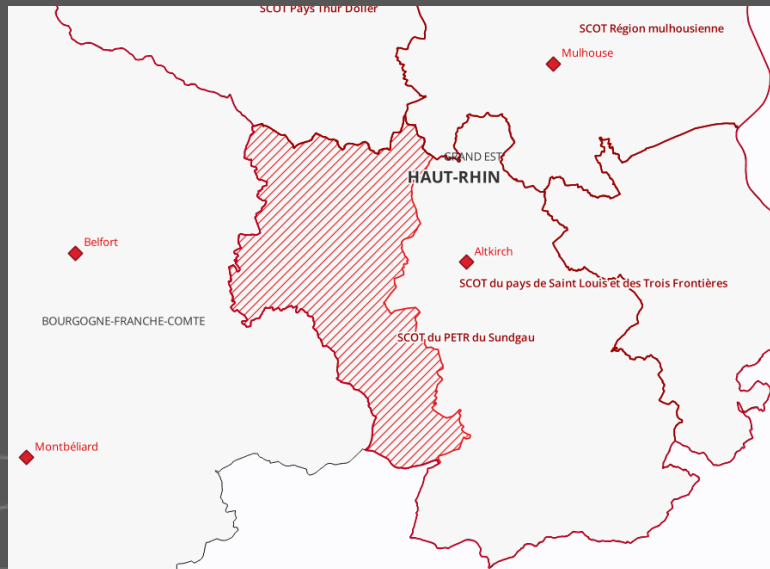 SCOT Pays Thur Doller
SCOT Région mulhousienne
Mulhouse
GRAND EST
HAUT-RHIN
Belfort
Altkirch
SCOT du pays de Saint Louis et des Trois Frontières
BOURGOGNE-FRANCHE-COMTE
SCOT du PETR du Sundgau
Montbéliard